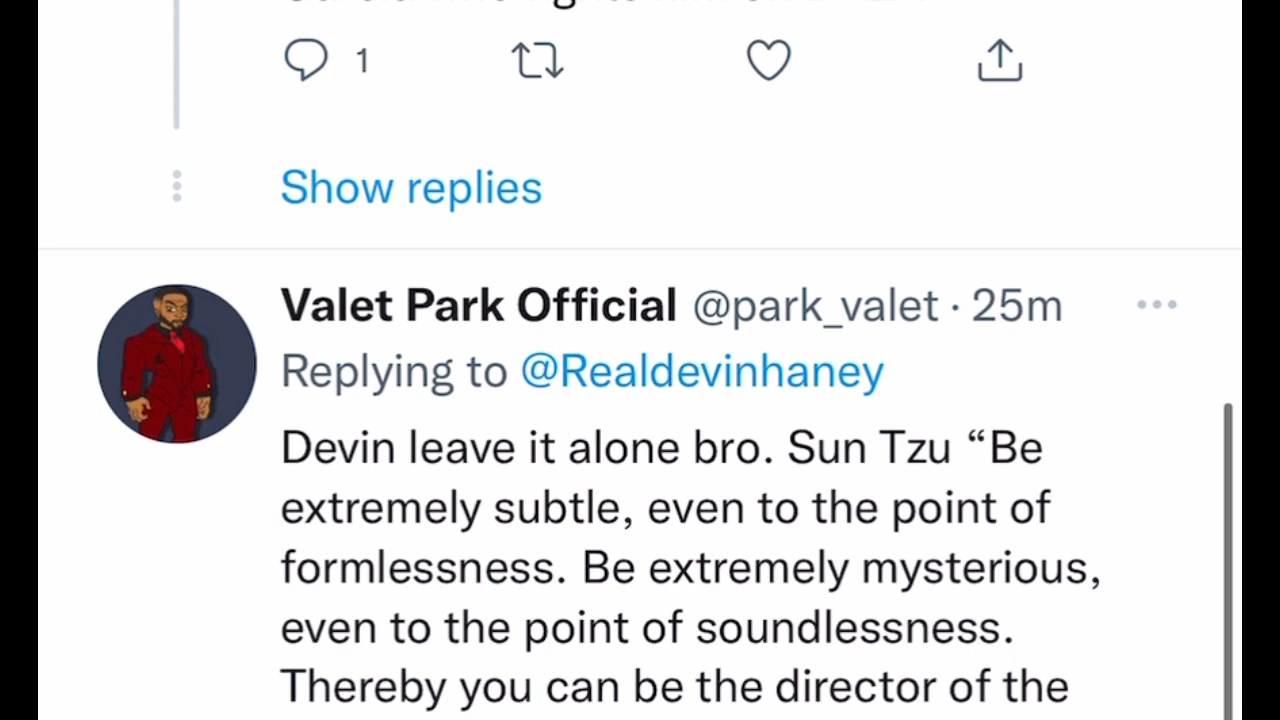 1
Show replies
Valet Park Official @park_valet · 25m
Replying to @Realdevinhaney
Devin leave it alone bro. Sun Tzu “Be
extremely subtle, even to the point of
formlessness. Be extremely mysterious,
even to the point of soundlessness.
Thereby you can be the director of the